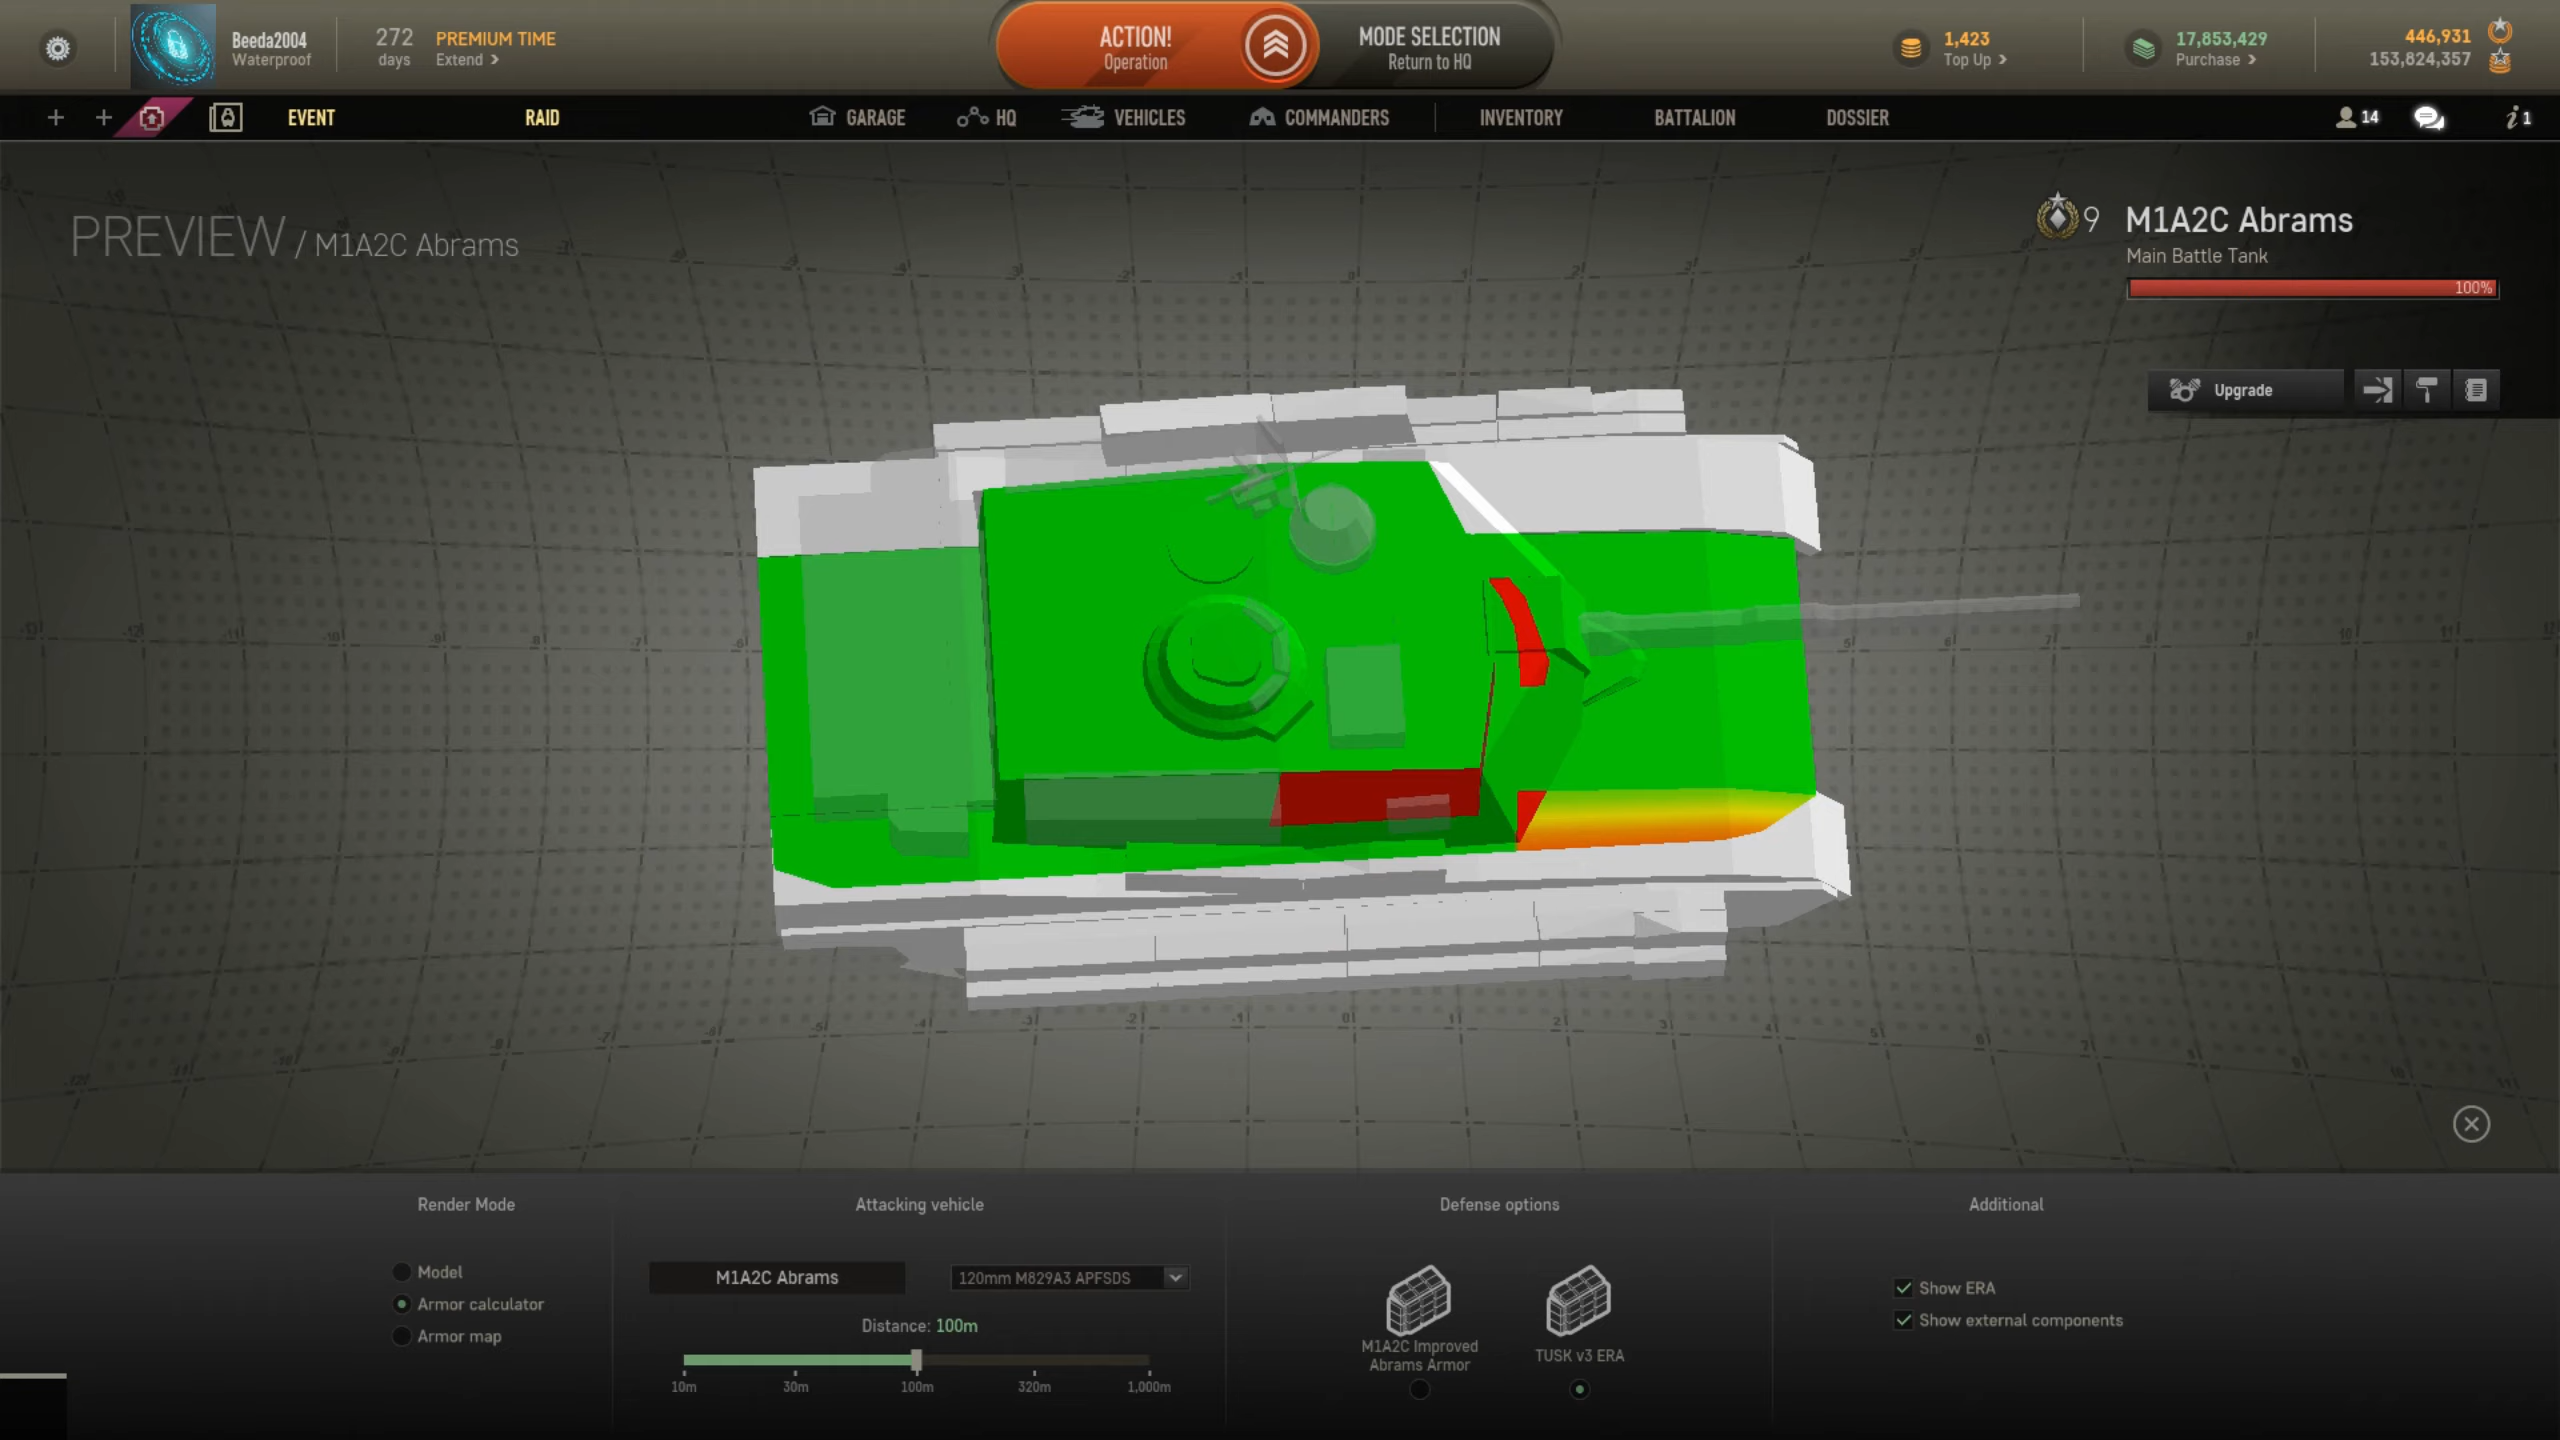 Beeda2004
Waterproof
272
days
PREMIUM TIME
Extend >
ACTION!
Operation
MODE SELECTION
Return to HQ
1,423
Top Up >
17,853,429
Purchase >
446,931
153,824,357
EVENT
RAID
GARAGE
HQ
VEHICLES
COMMANDERS
INVENTORY
BATTALION
DOSSIER
14
1
PREVIEW / M1A2C Abrams
9
M1A2C Abrams
Main Battle Tank
100%
Upgrade
Render Mode
Model
Armor calculator
Armor map
Attacking vehicle
M1A2C Abrams
120mm M829A3 APFSDS
Distance: 100m
10m
30m
100m
320m
1,000m
Defense options
M1A2C Improved
Abrams Armor
TUSK v3 ERA
Additional
Show ERA
Show external components